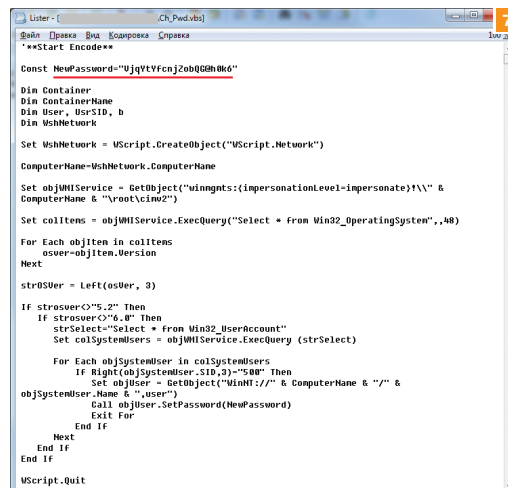 Lister - [ .Ch_Pwd.vbs]
7
Файл Правка Вид Кодировка Справка
'**Start Encode**
Const NewPassword="UjqYtYfcnjZobQG@h0k6"
Dim Container
Dim ContainerName
Dim User, UsrSID, b
Dim WshNetwork
Set WshNetwork = WScript.CreateObject("WScript.Network")
ComputerName=WshNetwork.ComputerName
Set objWMIService = GetObject("winmgmts:{impersonationLevel=impersonate}!\\" &
ComputerName & "\root\cimv2")
Set colItems = objWMIService.ExecQuery("Select * from Win32_OperatingSystem",,48)
For Each objItem in colItems
osver=objItem.Version
Next
strOSVer = Left(osVer, 3)
If strosver<>"5.2" Then
If strosver<>"6.0" Then
strSelect="Select * from Win32_UserAccount"
Set colSystemUsers = objWMIService.ExecQuery (strSelect)
For Each objSystemUser in colSystemUsers
If Right(objSystemUser.SID,3)="500" Then
Set objUser = GetObject("WinNT://" & ComputerName & "/" &
objSystemUser.Name & ",user")
Call objUser.SetPassword(NewPassword)
Exit For
End If
Next
End If
End If
WScript.Quit